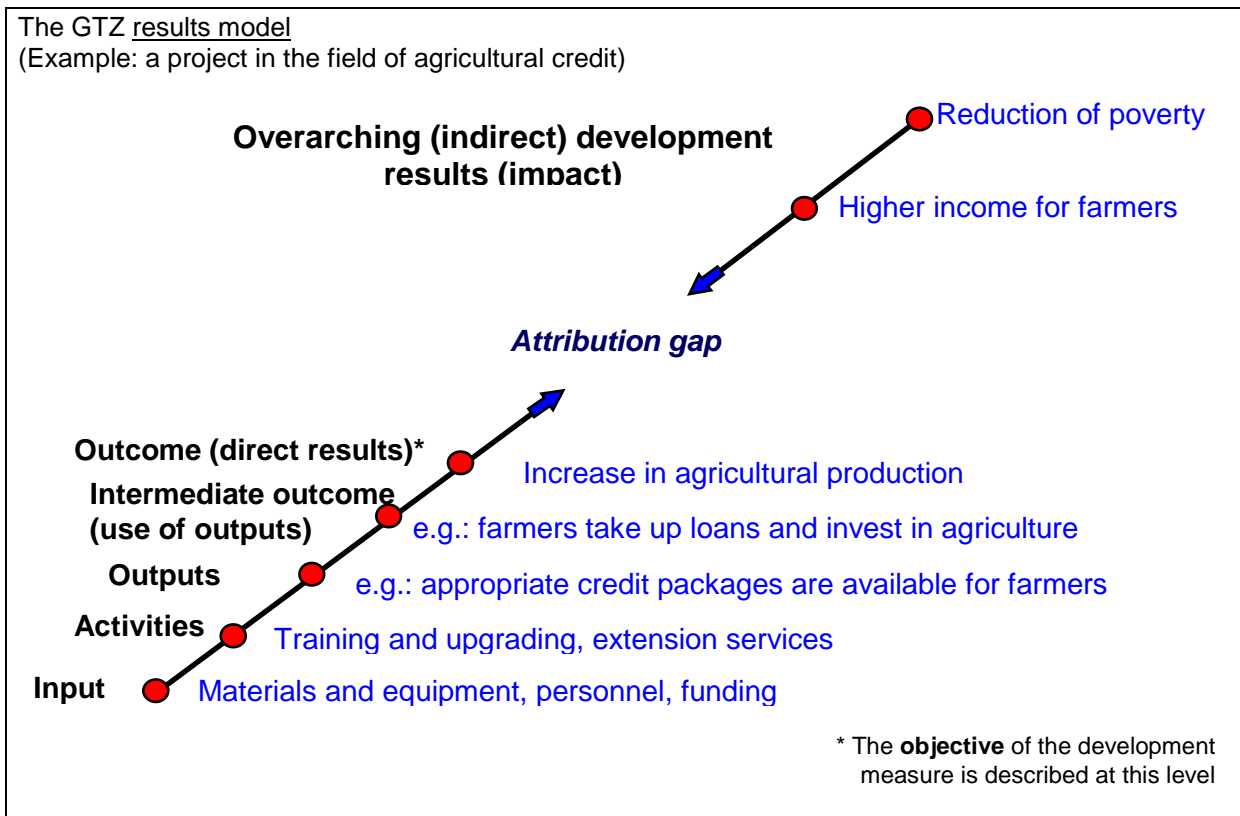 The GTZ results model
(Example: a project in the field of agricultural credit)
Reduction of poverty
Overarching (indirect) development
results (impact)
Higher income for farmers
Attribution gap
Outcome (direct results)*
Increase in agricultural production
Intermediate outcome
(use of outputs)
e.g.: farmers take up loans and invest in agriculture
Outputs
e.g.: appropriate credit packages are available for farmers
Activities
Training and upgrading, extension services
Input
Materials and equipment, personnel, funding
* The objective of the development
measure is described at this level